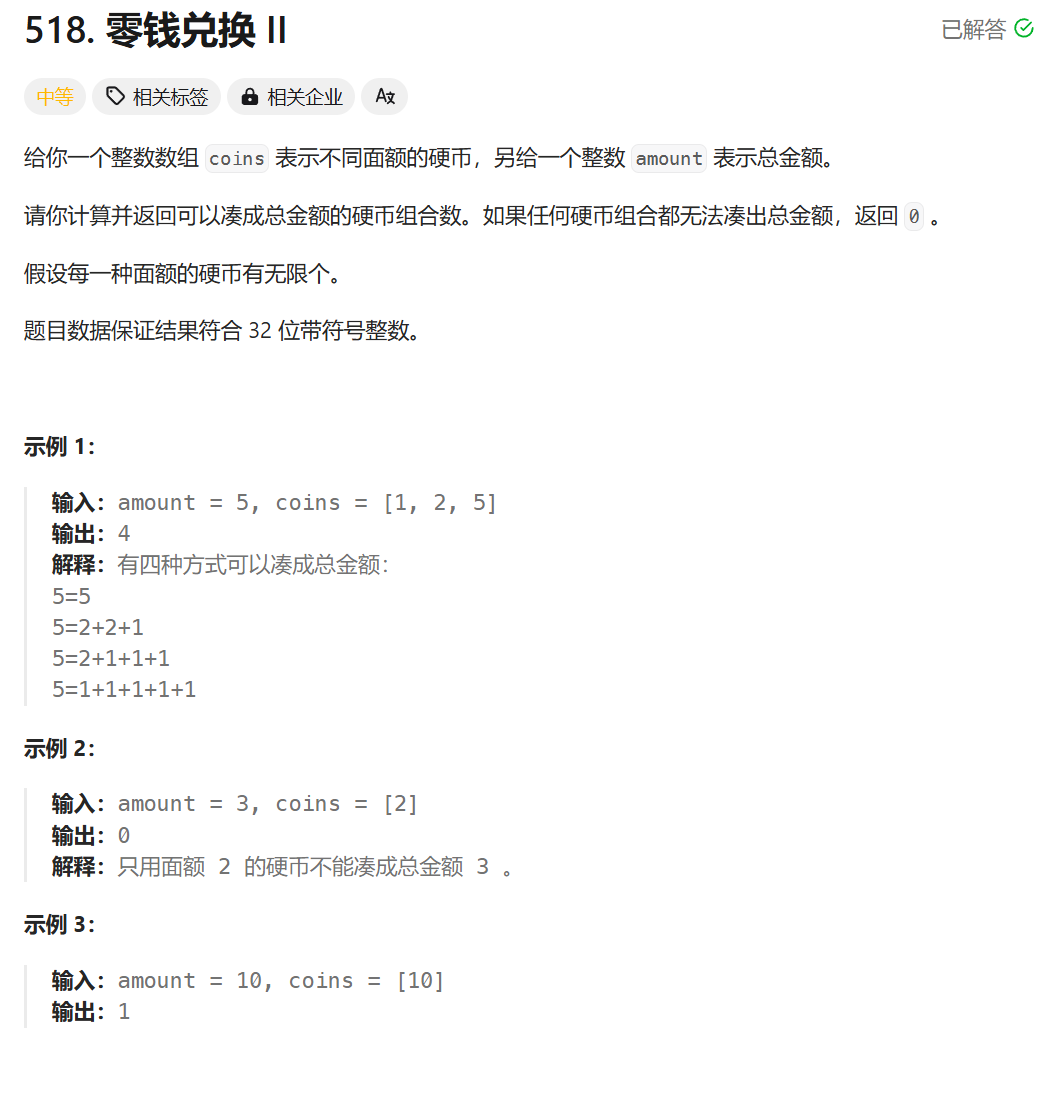 518. 零钱兑换 II
已解答
中等
相关标签
相关企业
给你一个整数数组 coins 表示不同面额的硬币，另给一个整数 amount 表示总金额。
请你计算并返回可以凑成总金额的硬币组合数。如果任何硬币组合都无法凑出总金额，返回 0 。
假设每一种面额的硬币有无限个。
题目数据保证结果符合 32 位带符号整数。
示例 1：
输入：amount = 5, coins = [1, 2, 5]
输出：4
解释：有四种方式可以凑成总金额：
5=5
5=2+2+1
5=2+1+1+1
5=1+1+1+1+1
示例 2：
输入：amount = 3, coins = [2]
输出：0
解释：只用面额 2 的硬币不能凑成总金额 3 。
示例 3：
输入：amount = 10, coins = [10]
输出：1